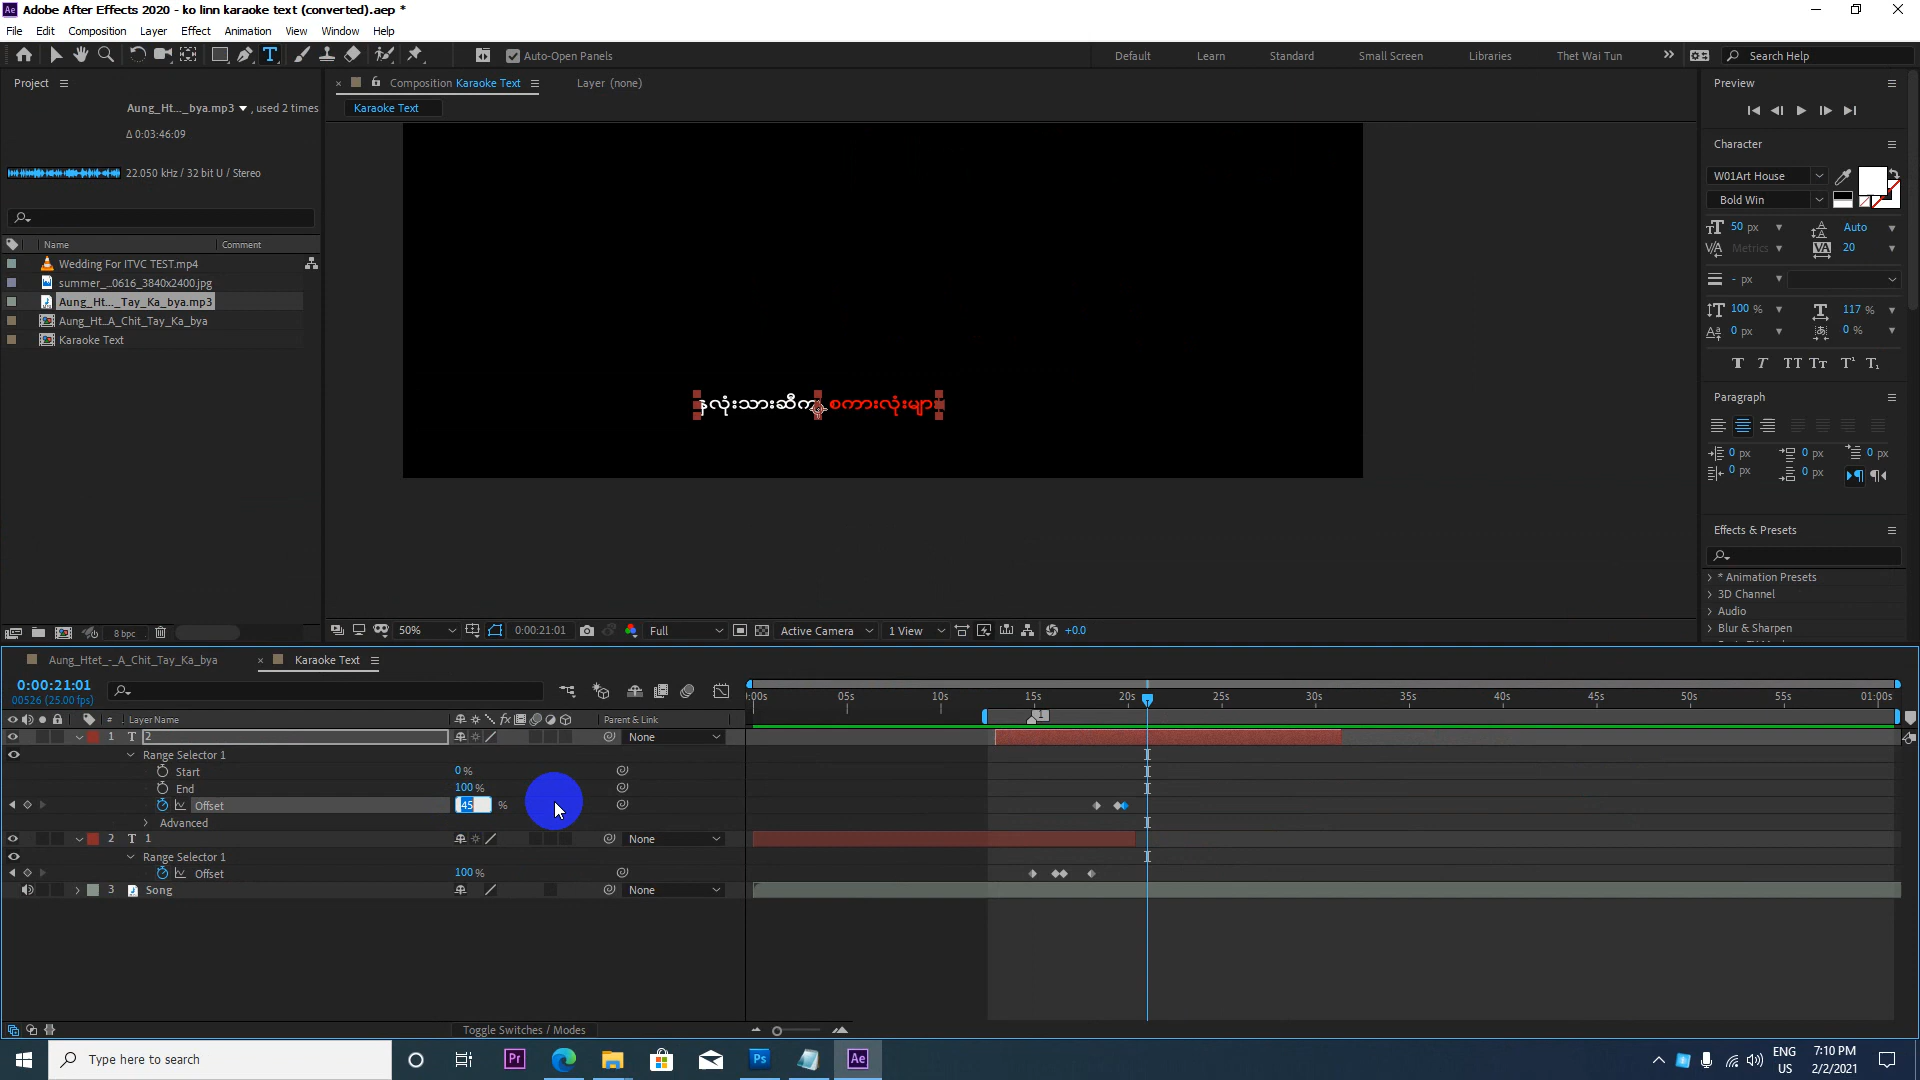 Adobe After Effects 2020 - ko linn karaoke text (converted).aep *
File Edit Composition Layer Effect Animation View Window Help
Auto-Open Panels
Default Learn Standard Small Screen Libraries Thet Wai Tun Search Help
Project
Aung_Ht..._bya.mp3 , used 2 times
Δ 0:03:46:09
22.050 kHz / 32 bit U / Stereo
Name Comment
Wedding For ITVC TEST.mp4
summer_...0616_3840x2400.jpg
Aung_Ht..._Tay_Ka_bya.mp3
Aung_Ht..A_Chit_Tay_Ka_bya
Karaoke Text
8 bpc
Composition Karaoke Text Layer (none)
Karaoke Text
နှလုံးသားဆီက စကားလုံးများ
50% 0:00:21:01 Full Active Camera 1 View +0.0
Preview
Character
W01Art House
Bold Win
50 px Auto
Metrics 20
- px
100 % 117 %
0 px 0 %
Paragraph
0 px 0 px 0 px
0 px 0 px
Effects & Presets
* Animation Presets
3D Channel
Audio
Blur & Sharpen
Aung_Htet_-_A_Chit_Tay_Ka_bya Karaoke Text
0:00:21:01
00526 (25.00 fps)
# Layer Name Parent & Link
:00s 05s 10s 15s 20s 25s 30s 35s 40s 45s 50s 55s 01:00s
1
1 T 2 None
Range Selector 1
Start 0 %
End 100 %
Offset 45 %
Advanced
2 T 1 None
Range Selector 1
Offset 100 %
3 Song None
Toggle Switches / Modes
Type here to search
ENG
US
7:10 PM
2/2/2021